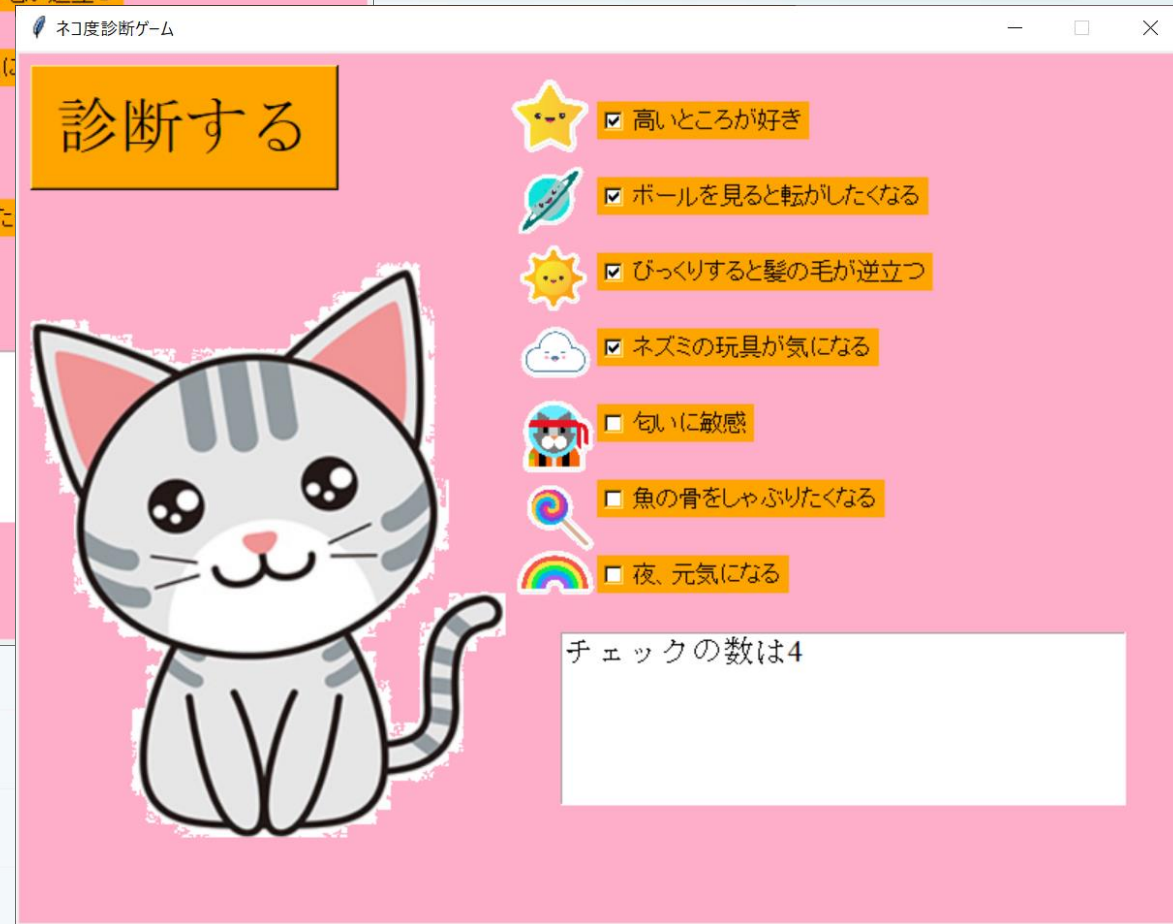 ネコ度診断ゲーム
診断する
高いところが好き
ボールを見ると転がしたくなる
びっくりすると髪の毛が逆立つ
ネズミの玩具が気になる
匂いに敏感
魚の骨をしゃぶりたくなる
夜、元気になる
チェックの数は4